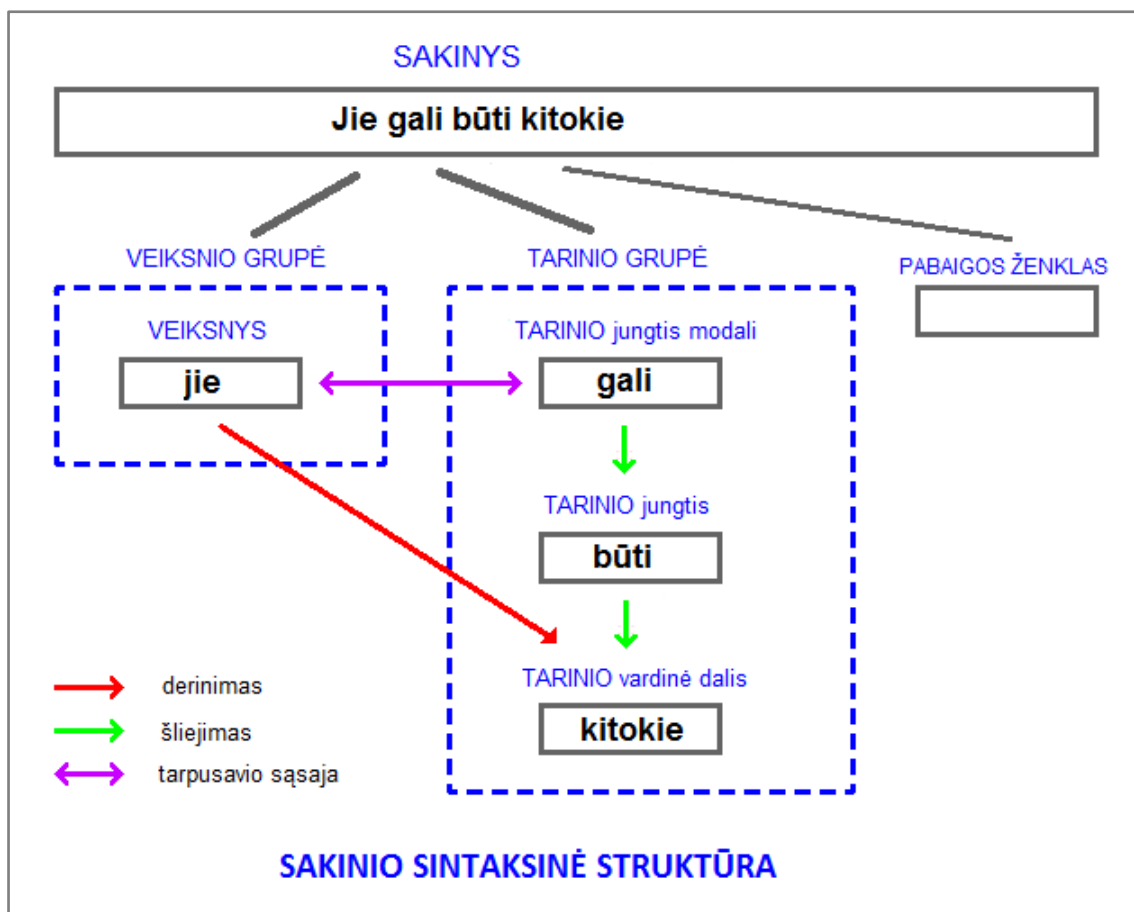 SAKINYS
Jie gali būti kitokie
VEIKSNIO GRUPĖ
TARINIO GRUPĖ
PABAIGOS ŽENKLAS
VEIKSNYS
TARINIO jungtis modali
jie
gali
TARINIO jungtis
būti
TARINIO vardinė dalis
kitokie
derinimas
šliejimas
tarpusavio sąsaja
SAKINIO SINTAKSINĖ STRUKTŪRA